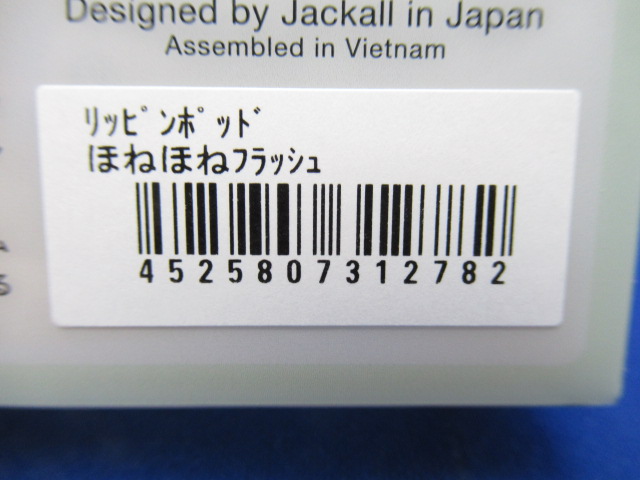 Designed by Jackall in Japan
Assembled in Vietnam
ﾘｯﾋﾟﾝﾎﾟｯﾄﾞ
ほねほねﾌﾗｯｼｭ
4525807312782